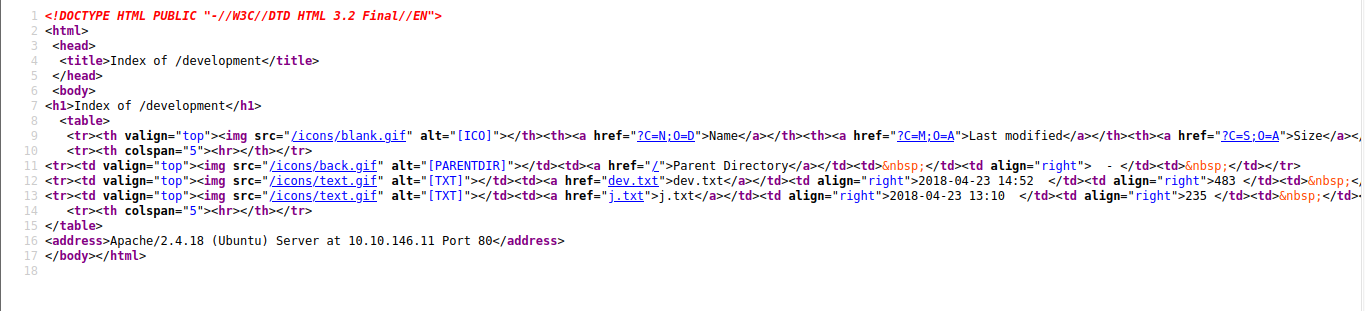 1 <!DOCTYPE HTML PUBLIC "-//W3C//DTD HTML 3.2 Final//EN">
2 <html>
3  <head>
4   <title>Index of /development</title>
5  </head>
6  <body>
7 <h1>Index of /development</h1>
8   <table>
9    <tr><th valign="top"><img src="/icons/blank.gif" alt="[ICO]"></th><th><a href="?C=N;O=D">Name</a></th><th><a href="?C=M;O=A">Last modified</a></th><th><a href="?C=S;O=A">Size</a><
10    <tr><th colspan="5"><hr></th></tr>
11 <tr><td valign="top"><img src="/icons/back.gif" alt="[PARENTDIR]"></td><td><a href="/">Parent Directory</a></td><td>&nbsp;</td><td align="right">  - </td><td>&nbsp;</td></tr>
12 <tr><td valign="top"><img src="/icons/text.gif" alt="[TXT]"></td><td><a href="dev.txt">dev.txt</a></td><td align="right">2018-04-23 14:52  </td><td align="right">483 </td><td>&nbsp;<
13 <tr><td valign="top"><img src="/icons/text.gif" alt="[TXT]"></td><td><a href="j.txt">j.txt</a></td><td align="right">2018-04-23 13:10  </td><td align="right">235 </td><td>&nbsp;</td>
14    <tr><th colspan="5"><hr></th></tr>
15 </table>
16 <address>Apache/2.4.18 (Ubuntu) Server at 10.10.146.11 Port 80</address>
17 </body></html>
18